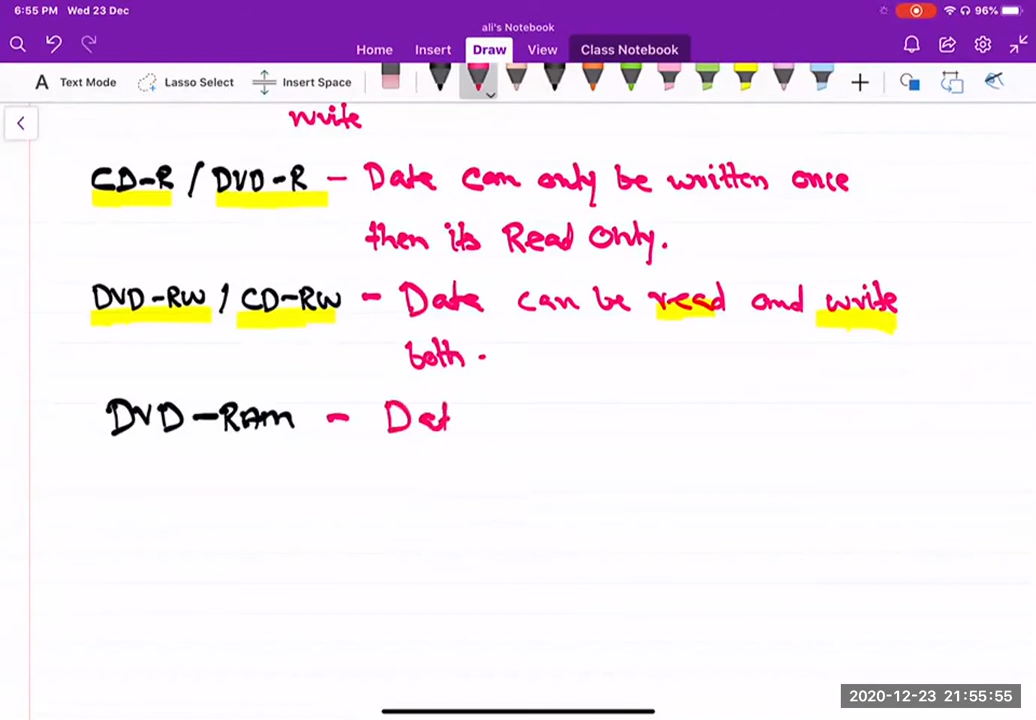 6:55 PM Wed 23 Dec
96%
ali's Notebook
Home Insert Draw View Class Notebook
A Text Mode Lasso Select Insert Space
write
CD-R / DVD-R - Date can only be written once
then its Read Only.
DVD-RW / CD-RW - Date can be read and write
both .
DVD-RAM - Dat
2020-12-23 21:55:55